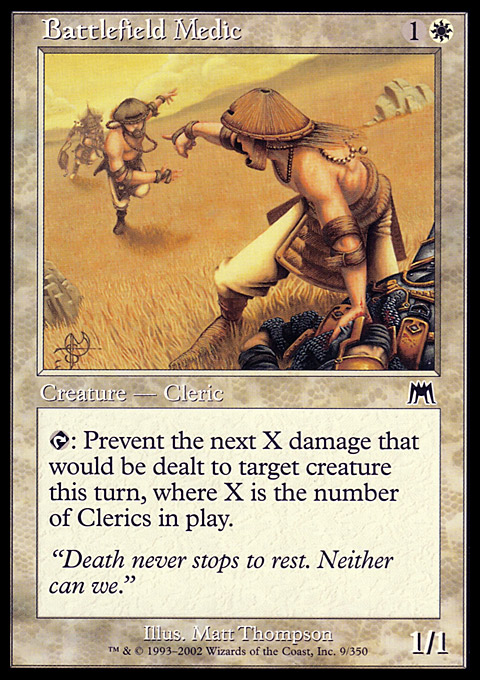 Battlefield Medic 1
Creature — Cleric
: Prevent the next X damage that
would be dealt to target creature
this turn, where X is the number
of Clerics in play.
“Death never stops to rest. Neither
can we.”
Illus. Matt Thompson
™ & © 1993–2002 Wizards of the Coast, Inc. 9/350
1/1